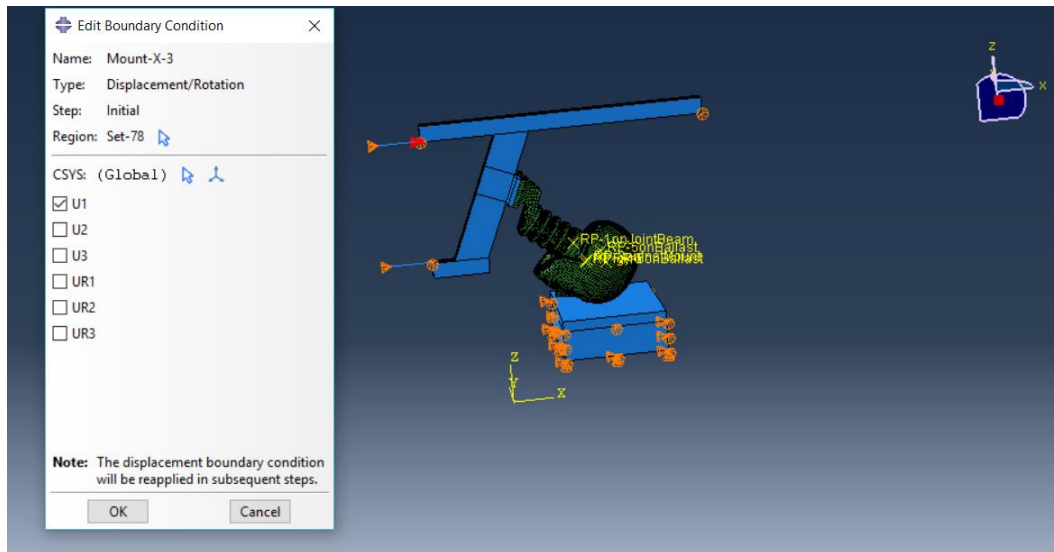 Edit Boundary Condition
Name: Mount-X-3
Type: Displacement/Rotation
Step: Initial
Region: Set-78
CSYS: (Global)
U1
U2
U3
UR1
UR2
UR3
Note: The displacement boundary condition
will be reapplied in subsequent steps.
OK Cancel
Z
X
RP-1onJointBeam
Z
Y
X